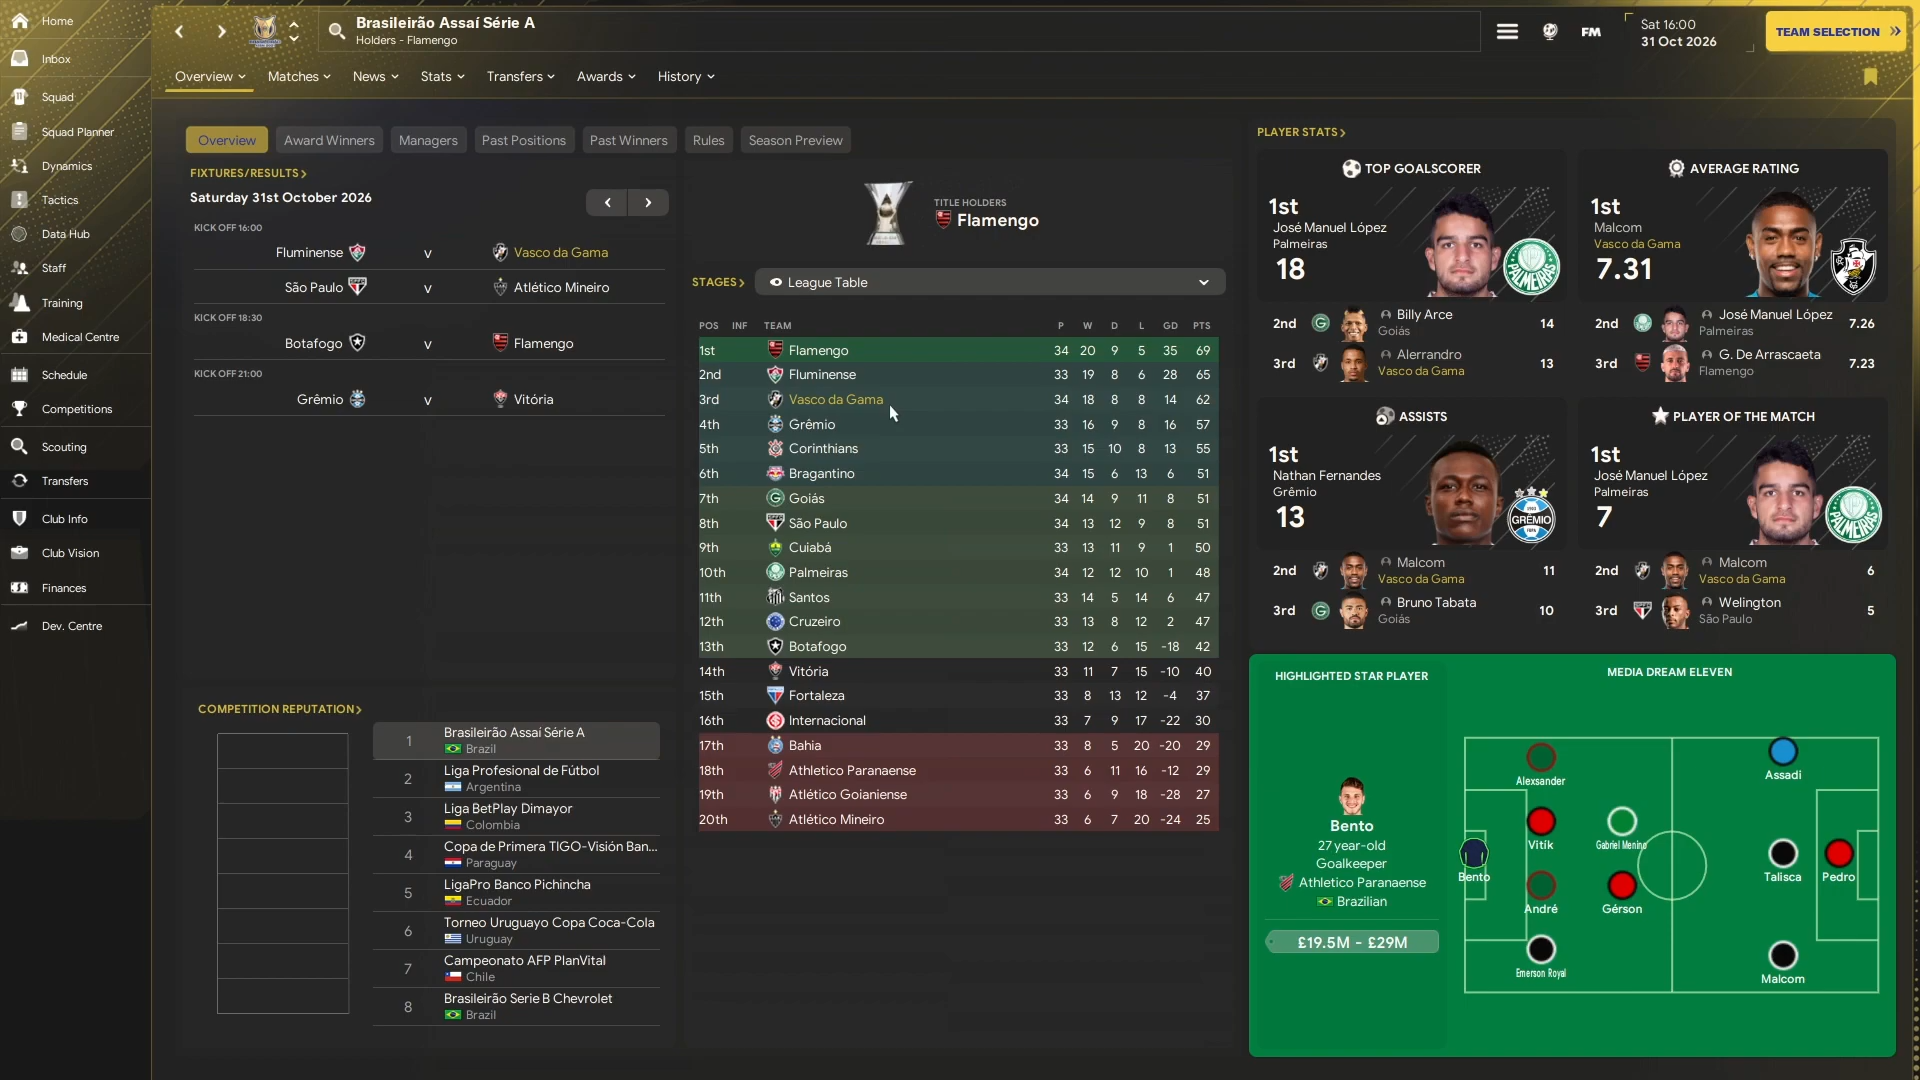 Home
Inbox
Squad
Squad Planner
Dynamics
Tactics
Data Hub
Staff
Training
Medical Centre
Schedule
Competitions
Scouting
Transfers
Club Info
Club Vision
Finances
Dev. Centre
Brasileirão Assaí Série A
Holders - Flamengo
FM
Sat 16:00
31 Oct 2026
TEAM SELECTION
Overview Matches News Stats Transfers Awards History
Overview Award Winners Managers Past Positions Past Winners Rules Season Preview
FIXTURES/RESULTS
Saturday 31st October 2026
KICK OFF 16:00
Fluminense v Vasco da Gama
São Paulo v Atlético Mineiro
KICK OFF 18:30
Botafogo v Flamengo
KICK OFF 21:00
Grêmio v Vitória
COMPETITION REPUTATION
1 Brasileirão Assaí Série A
Brazil
2 Liga Profesional de Fútbol
Argentina
3 Liga BetPlay Dimayor
Colombia
4 Copa de Primera TIGO-Visión Ban...
Paraguay
5 LigaPro Banco Pichincha
Ecuador
6 Torneo Uruguayo Copa Coca-Cola
Uruguay
7 Campeonato AFP PlanVital
Chile
8 Brasileirão Serie B Chevrolet
Brazil
TITLE HOLDERS
Flamengo
STAGES League Table
POS INF TEAM P W D L GD PTS
1st Flamengo 34 20 9 5 35 69
2nd Fluminense 33 19 8 6 28 65
3rd Vasco da Gama 34 18 8 8 14 62
4th Grêmio 33 16 9 8 16 57
5th Corinthians 33 15 10 8 13 55
6th Bragantino 34 15 6 13 6 51
7th Goiás 34 14 9 11 8 51
8th São Paulo 34 13 12 9 8 51
9th Cuiabá 33 13 11 9 1 50
10th Palmeiras 34 12 12 10 1 48
11th Santos 33 14 5 14 6 47
12th Cruzeiro 33 13 8 12 2 47
13th Botafogo 33 12 6 15 -18 42
14th Vitória 33 11 7 15 -10 40
15th Fortaleza 33 8 13 12 -4 37
16th Internacional 33 7 9 17 -22 30
17th Bahia 33 8 5 20 -20 29
18th Athletico Paranaense 33 6 11 16 -12 29
19th Atlético Goianiense 33 6 9 18 -28 27
20th Atlético Mineiro 33 6 7 20 -24 25
PLAYER STATS
TOP GOALSCORER
1st
José Manuel López
Palmeiras
18
PALMEIRAS
2nd Billy Arce 14
Goiás
3rd Alerrandro 13
Vasco da Gama
AVERAGE RATING
1st
Malcom
Vasco da Gama
7.31
2nd José Manuel López 7.26
Palmeiras
3rd G. De Arrascaeta 7.23
Flamengo
ASSISTS
1st
Nathan Fernandes
Grêmio
13
GRÊMIO
2nd Malcom 11
Vasco da Gama
3rd Bruno Tabata 10
Goiás
PLAYER OF THE MATCH
1st
José Manuel López
Palmeiras
7
PALMEIRAS
2nd Malcom 6
Vasco da Gama
3rd Welington 5
São Paulo
HIGHLIGHTED STAR PLAYER
Bento
27 year-old
Goalkeeper
Athletico Paranaense
Brazilian
£19.5M - £29M
MEDIA DREAM ELEVEN
Alexsander
Assadi
Vitík
Gabriel Menino
Bento
Talisca
Pedro
André
Gérson
Emerson Royal
Malcom